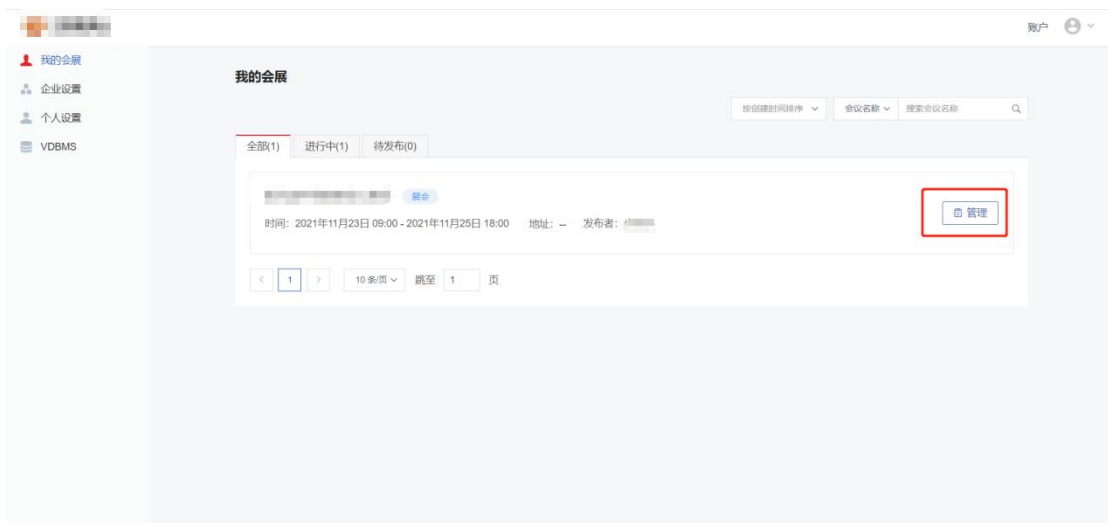 账户
我的会展
企业设置
个人设置
VDBMS
我的会展
按创建时间排序 会议名称 搜索会议名称
全部(1) 进行中(1) 待发布(0)
展会
时间：2021年11月23日 09:00 - 2021年11月25日 18:00 地址：-- 发布者：
管理
< 1 > 10 条/页 跳至 1 页